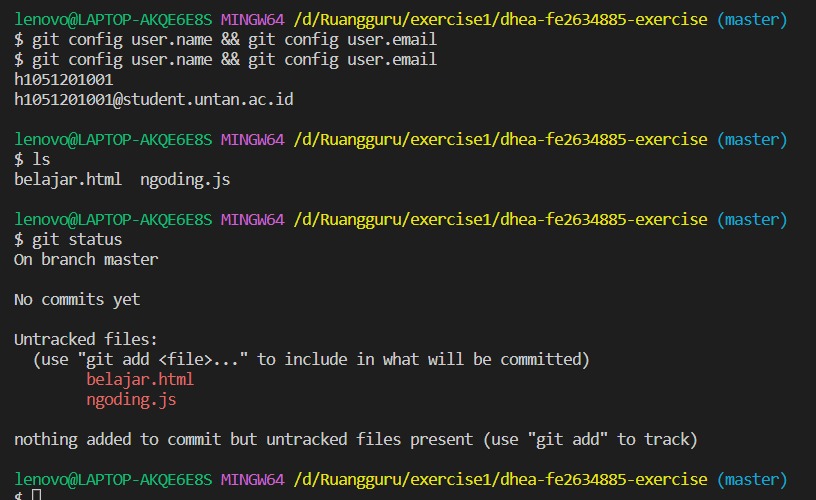 lenovo@LAPTOP-AKQE6E8S MINGW64 /d/Ruangguru/exercise1/dhea-fe2634885-exercise (master)
$ git config user.name && git config user.email
$ git config user.name && git config user.email
h1051201001
h1051201001@student.untan.ac.id
lenovo@LAPTOP-AKQE6E8S MINGW64 /d/Ruangguru/exercise1/dhea-fe2634885-exercise (master)
$ ls
belajar.html  ngoding.js
lenovo@LAPTOP-AKQE6E8S MINGW64 /d/Ruangguru/exercise1/dhea-fe2634885-exercise (master)
$ git status
On branch master
No commits yet
Untracked files:
  (use "git add <file>..." to include in what will be committed)
        belajar.html
        ngoding.js
nothing added to commit but untracked files present (use "git add" to track)
lenovo@LAPTOP-AKQE6E8S MINGW64 /d/Ruangguru/exercise1/dhea-fe2634885-exercise (master)
$